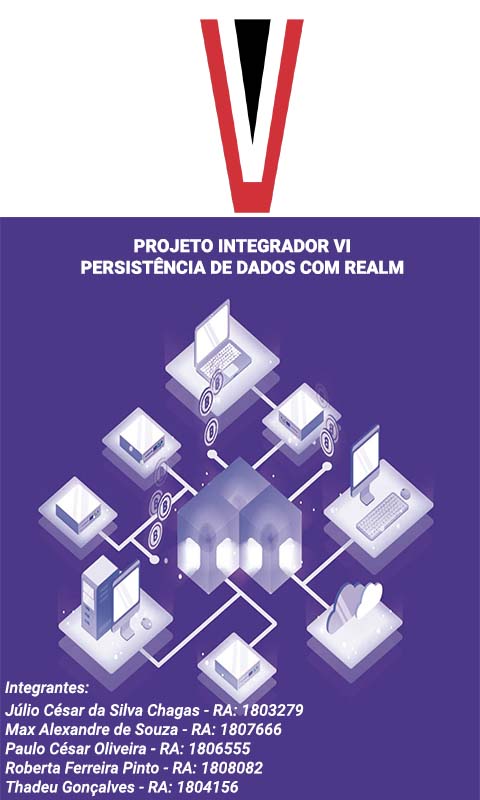 PROJETO INTEGRADOR VI
PERSISTÊNCIA DE DADOS COM REALM
Integrantes:
Júlio César da Silva Chagas - RA: 1803279
Max Alexandre de Souza - RA: 1807666
Paulo César Oliveira - RA: 1806555
Roberta Ferreira Pinto - RA: 1808082
Thadeu Gonçalves - RA: 1804156